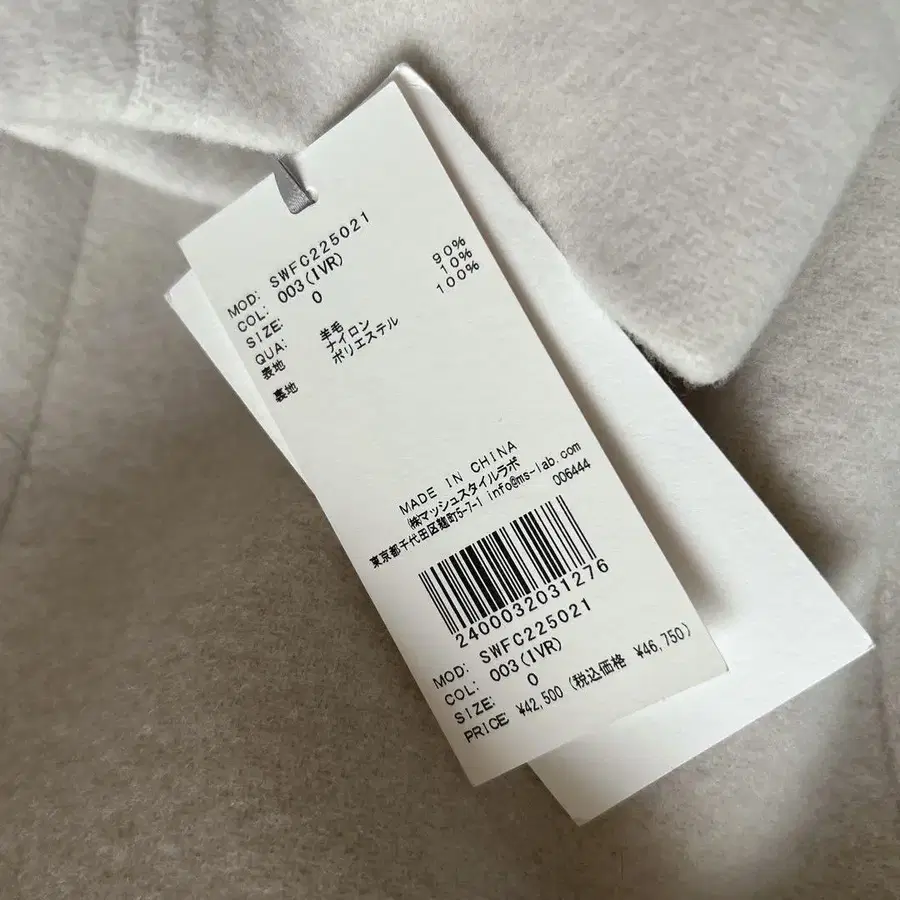 MOD: SWFC225021
COL: 003(IVR)
SIZE: 0
QUA:
表地 羊毛 90%
ナイロン 10%
裏地 ポリエステル 100%
MADE IN CHINA
(株)マッシュスタイルラボ
東京都千代田区麹町5-7-1 info@ms-lab.com
006444
2400032031276
MOD: SWFC225021
COL: 003(IVR)
SIZE: 0
PRICE ¥42,500 (税込価格 ¥46,750)